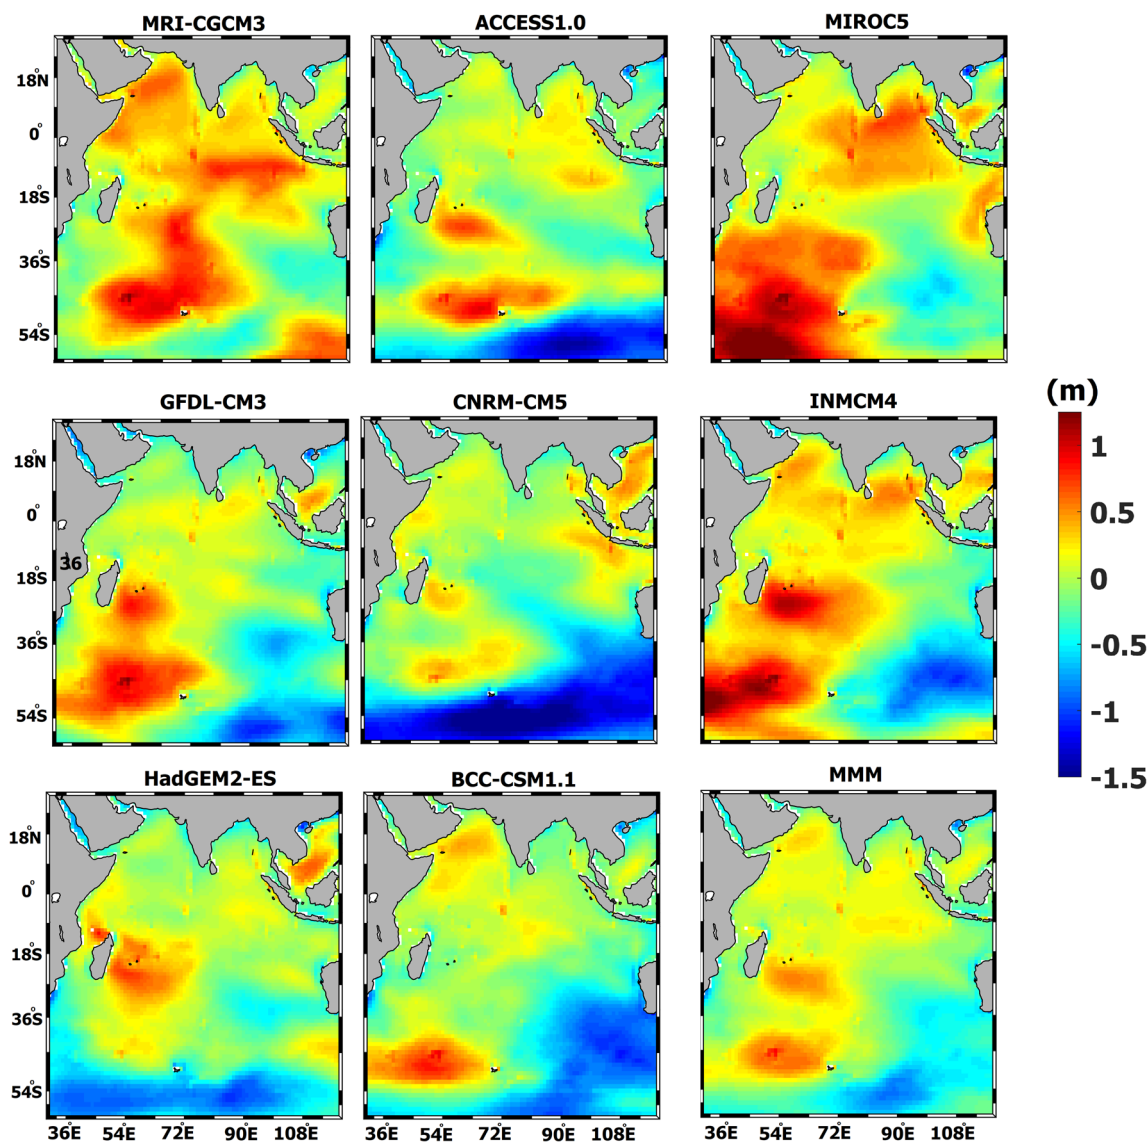 MRI-CGCM3 ACCESS1.0 MIROC5
18°N
0°
18°S
36°S
54°S
GFDL-CM3 CNRM-CM5 INMCM4
(m)
18°N
0°
36
18°S
36°S
54°S
1
0.5
0
-0.5
-1
-1.5
HadGEM2-ES BCC-CSM1.1 MMM
18°N
0°
18°S
36°S
54°S
36°E 54°E 72°E 90°E 108°E 36°E 54°E 72°E 90°E 108°E 36°E 54°E 72°E 90°E 108°E